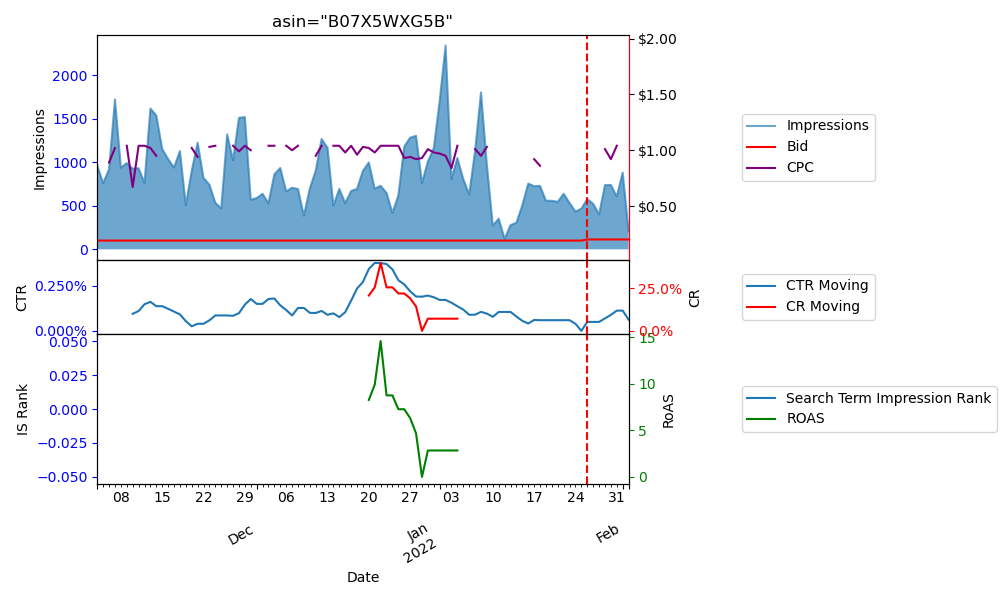 asin="B07X5WXG5B"
Impressions
2000
1500
1000
500
0
$2.00
$1.50
$1.00
$0.50
Impressions
Bid
CPC
CTR
0.250%
0.000%
25.0%
0.0%
CR
CTR Moving
CR Moving
IS Rank
0.050
0.025
0.000
−0.025
−0.050
15
10
5
0
RoAS
Search Term Impression Rank
ROAS
08 15 22 29 06 13 20 27 03 10 17 24 31
Dec Jan Feb
2022
Date